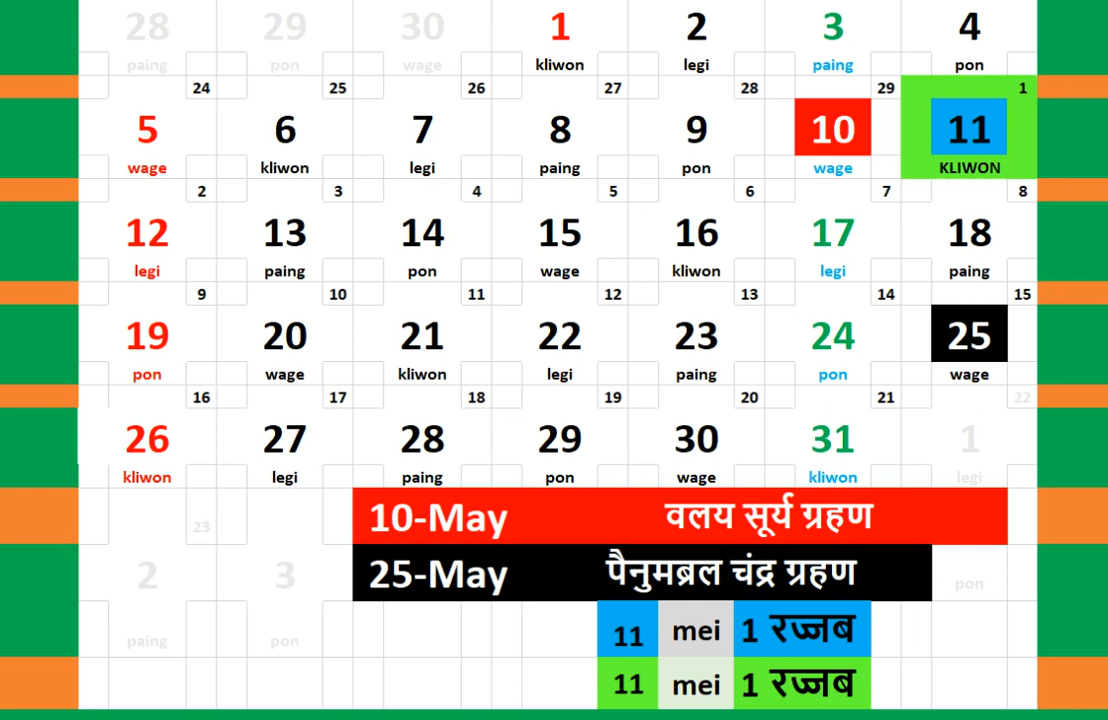 28 29 30 1 2 3 4
paing pon wage kliwon legi paing pon
24 25 26 27 28 29 1
5 6 7 8 9 10 11
wage kliwon legi paing pon wage KLIWON
2 3 4 5 6 7 8
12 13 14 15 16 17 18
legi paing pon wage kliwon legi paing
9 10 11 12 13 14 15
19 20 21 22 23 24 25
pon wage kliwon legi paing pon wage
16 17 18 19 20 21 22
26 27 28 29 30 31 1
kliwon legi paing pon wage kliwon legi
23
10-May वलय सूर्य ग्रहण
2 3 25-May पैनुमब्रल चंद्र ग्रहण pon
paing pon 11 mei 1 रज्जब
11 mei 1 रज्जब